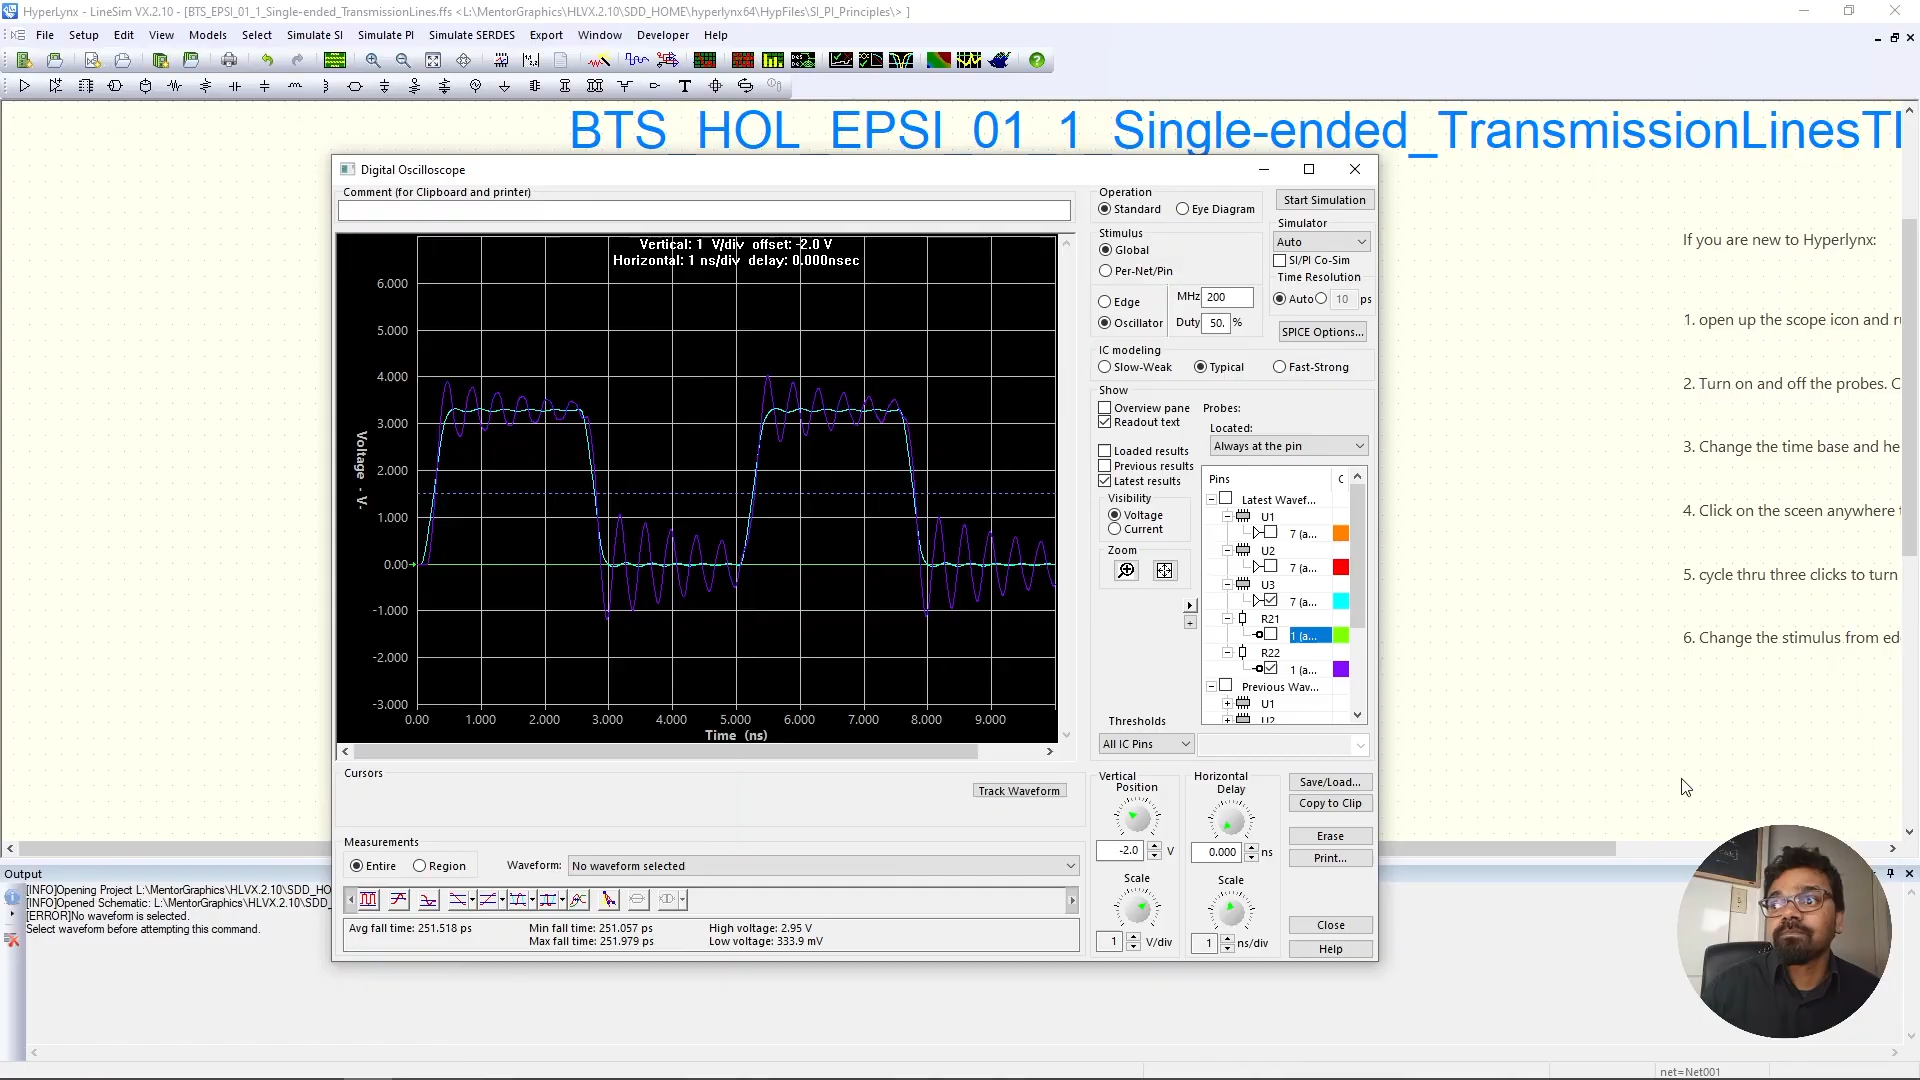 HyperLynx - LineSim VX.2.10 - [BTS_EPSI_01_1_Single-ended_TransmissionLines.ffs <L:\MentorGraphics\HLVX.2.10\SDD_HOME\hyperlynx64\HypFiles\SI_PI_Principles\> ]
File Setup Edit View Models Select Simulate SI Simulate PI Simulate SERDES Export Window Developer Help
BTS_HOL_EPSI_01_1_Single-ended_TransmissionLinesTl
Digital Oscilloscope
Comment (for Clipboard and printer)
Vertical: 1 V/div offset: -2.0 V
Horizontal: 1 ns/div delay: 0.000nsec
6.000
5.000
4.000
3.000
2.000
1.000
0.00
-1.000
-2.000
-3.000
Voltage - V-
0.00 1.000 2.000 3.000 4.000 5.000 6.000 7.000 8.000 9.000
Time (ns)
Operation
Standard Eye Diagram
Start Simulation
Stimulus
Global
Per-Net/Pin
Simulator
Auto
SI/PI Co-Sim
Time Resolution
Auto 10 ps
Edge
Oscillator
MHz 200
Duty 50. %
SPICE Options...
IC modeling
Slow-Weak Typical Fast-Strong
Show
Overview pane
Readout text
Loaded results
Previous results
Latest results
Probes:
Located:
Always at the pin
Visibility
Voltage
Current
Zoom
Pins C
Latest Wavef...
U1
7 (a...
U2
7 (a...
U3
7 (a...
R21
1 (a...
R22
1 (a...
Previous Wav...
U1
U2
Thresholds
All IC Pins
Cursors
Track Waveform
Measurements
Entire Region
Waveform: No waveform selected
Avg fall time: 251.518 ps
Min fall time: 251.057 ps
Max fall time: 251.979 ps
High voltage: 2.95 V
Low voltage: 333.9 mV
Vertical
Position
-2.0 V
Scale
1 V/div
Horizontal
Delay
0.000 ns
Scale
1 ns/div
Save/Load...
Copy to Clip
Erase
Print...
Close
Help
If you are new to Hyperlynx:
1. open up the scope icon and r
2. Turn on and off the probes. C
3. Change the time base and he
4. Click on the sceen anywhere
5. cycle thru three clicks to turn
6. Change the stimulus from ed
Output
[INFO]Opening Project L:\MentorGraphics\HLVX.2.10\SDD_HO
[INFO]Opened Schematic: L:\MentorGraphics\HLVX.2.10\SDD_
[ERROR]No waveform is selected.
Select waveform before attempting this command.
net=Net001